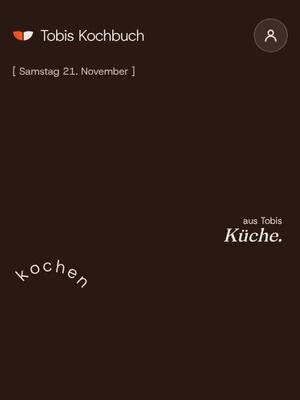 Tobis Kochbuch
[ Samstag 21. November ]
aus Tobis
Küche.
kochen